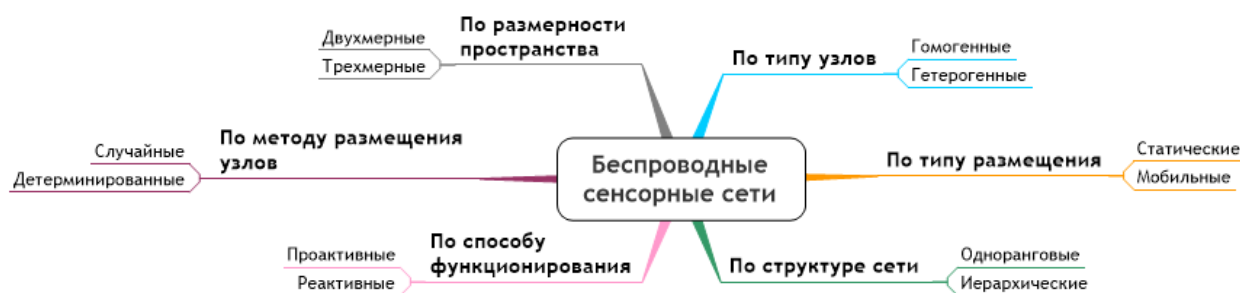 По размерности
пространства
Двухмерные
Трехмерные
По типу узлов
Гомогенные
Гетерогенные
По методу размещения
узлов
Случайные
Детерминированные
Беспроводные
сенсорные сети
По типу размещения
Статические
Мобильные
По способу
функционирования
Проактивные
Реактивные
По структуре сети
Одноранговые
Иерархические